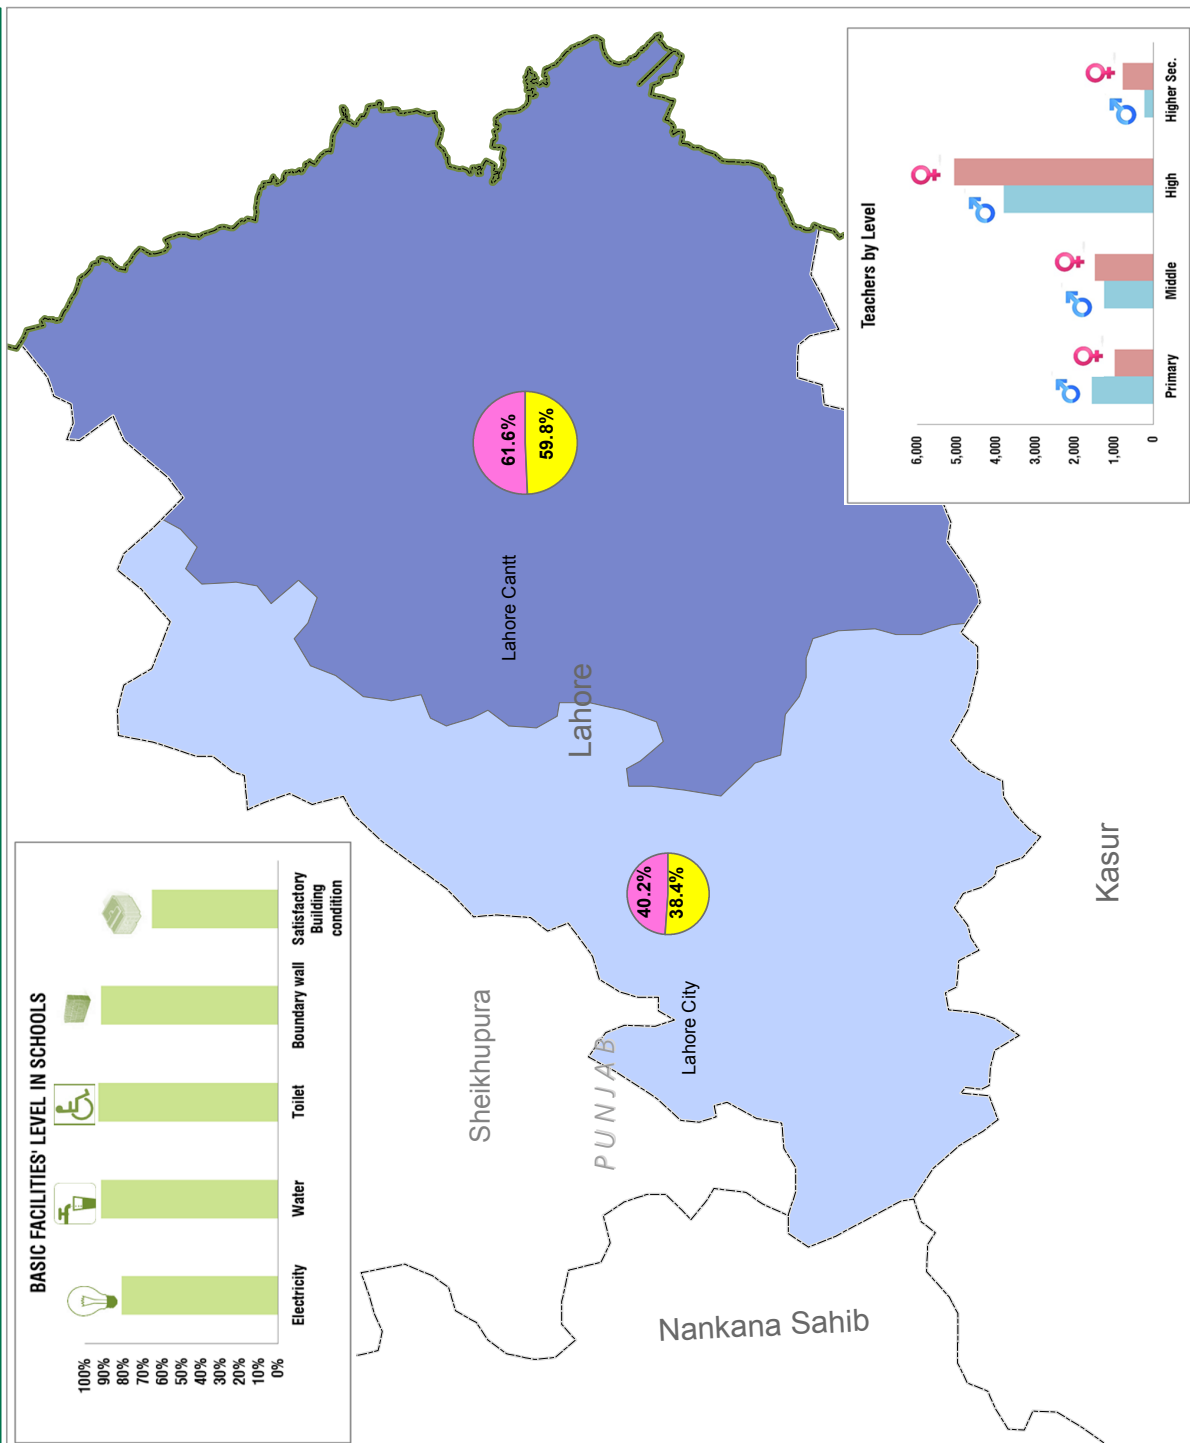 BASIC FACILITIES' LEVEL IN SCHOOLS
100%
90%
80%
70%
60%
50%
40%
30%
20%
10%
0%
Electricity
Water
Toilet
Boundary wall
Satisfactory
Building
condition
Sheikhupura
PUNJAB
Nankana Sahib
Lahore City
40.2%
38.4%
Lahore
Lahore Cantt
61.6%
59.8%
Kasur
Teachers by Level
6,000
5,000
4,000
3,000
2,000
1,000
0
Primary
Middle
High
Higher Sec.